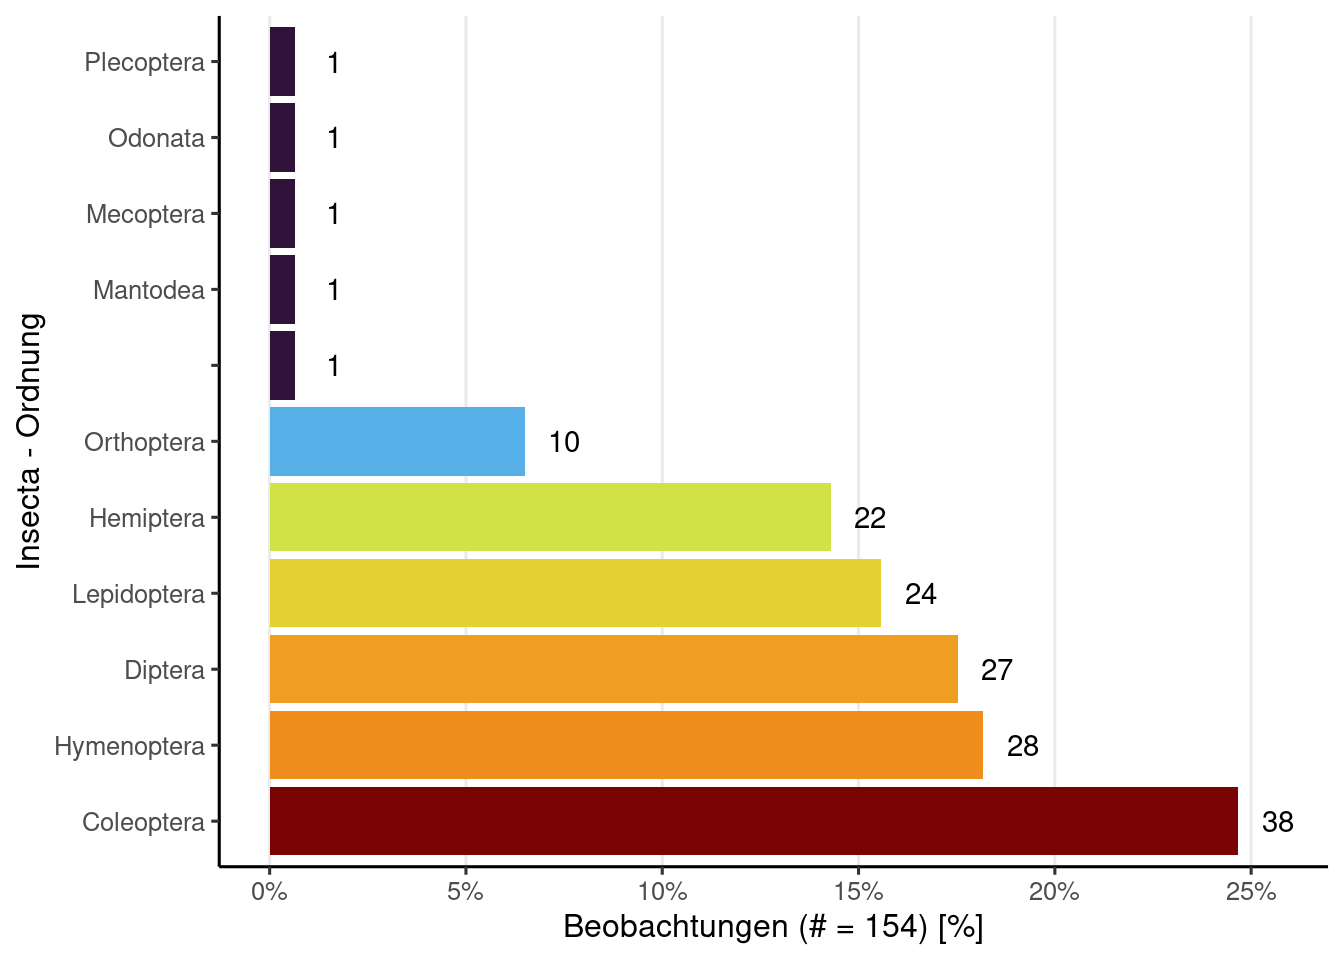 Plecoptera 1
Odonata 1
Mecoptera 1
Mantodea 1
1
Orthoptera 10
Hemiptera 22
Lepidoptera 24
Diptera 27
Hymenoptera 28
Coleoptera 38
Insecta - Ordnung
0% 5% 10% 15% 20% 25%
Beobachtungen (# = 154) [%]